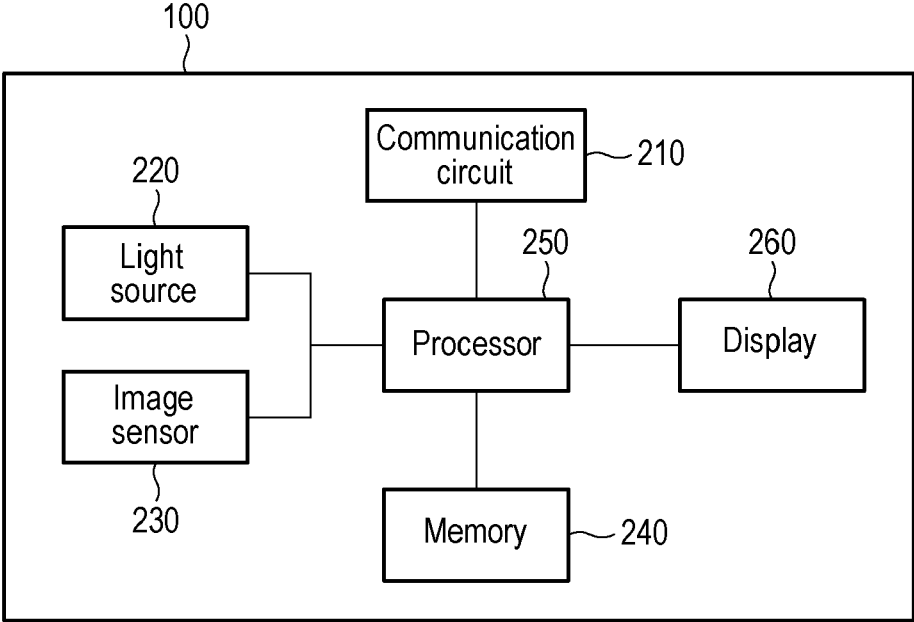 100
Communication
circuit
210
220
Light
source
250
Processor
260
Display
Image
sensor
230
Memory
240